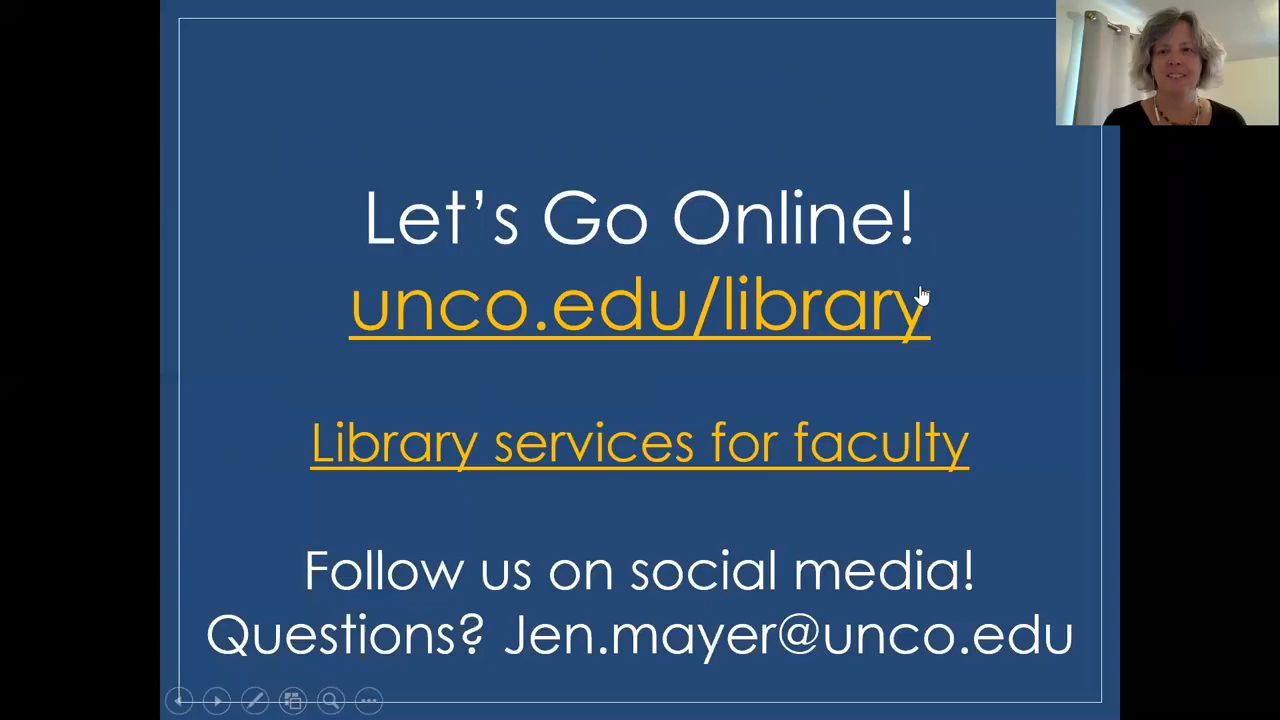 Let's Go Online!
unco.edu/library
Library services for faculty
Follow us on social media!
Questions? Jen.mayer@unco.edu